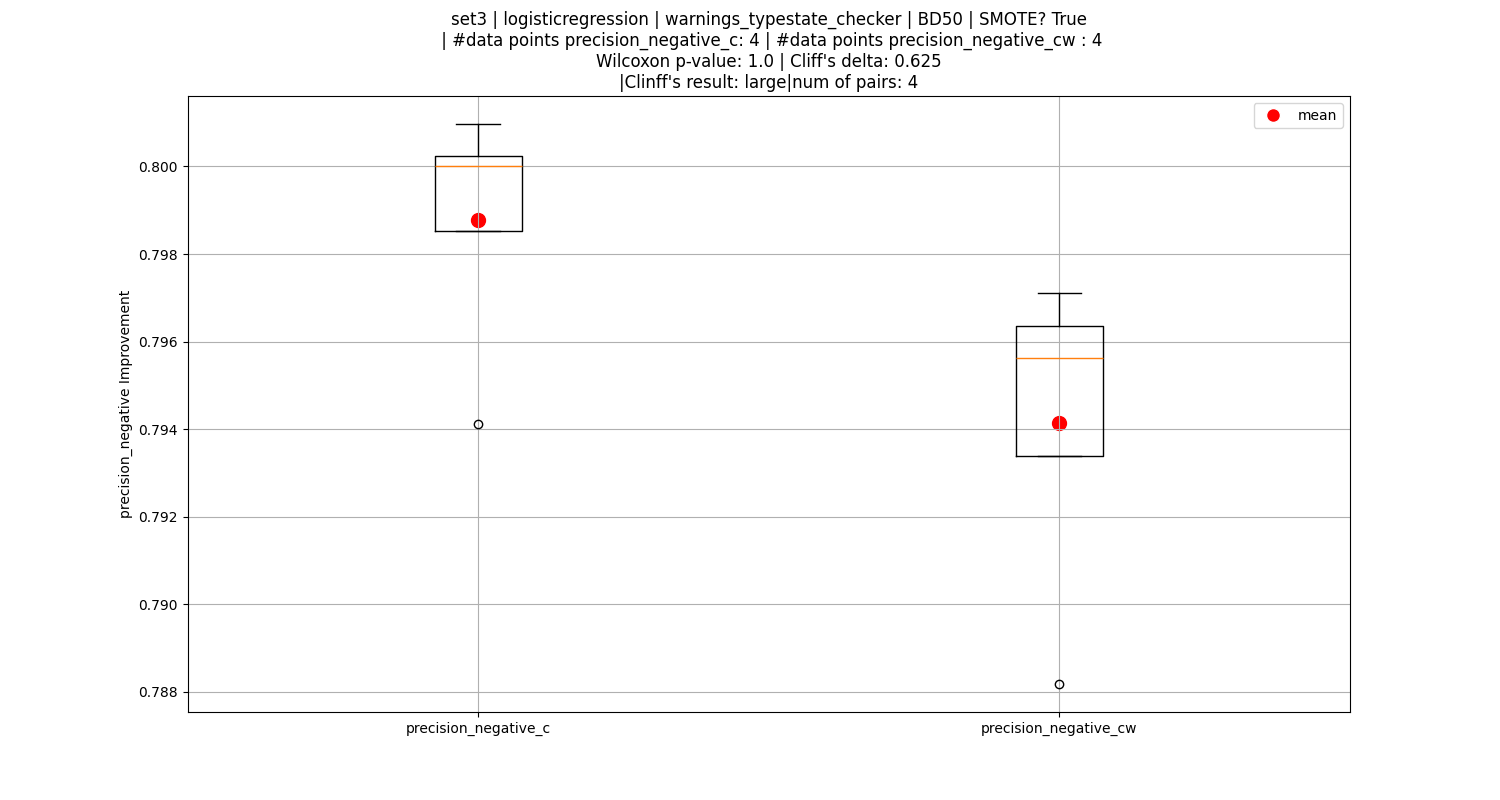 set3 | logisticregression | warnings_typestate_checker | BD50 | SMOTE? True
| #data points precision_negative_c: 4 | #data points precision_negative_cw : 4
Wilcoxon p-value: 1.0 | Cliff's delta: 0.625
|Clinff's result: large|num of pairs: 4
mean
0.800
0.798
0.796
0.794
0.792
0.790
0.788
precision_negative Improvement
precision_negative_c
precision_negative_cw